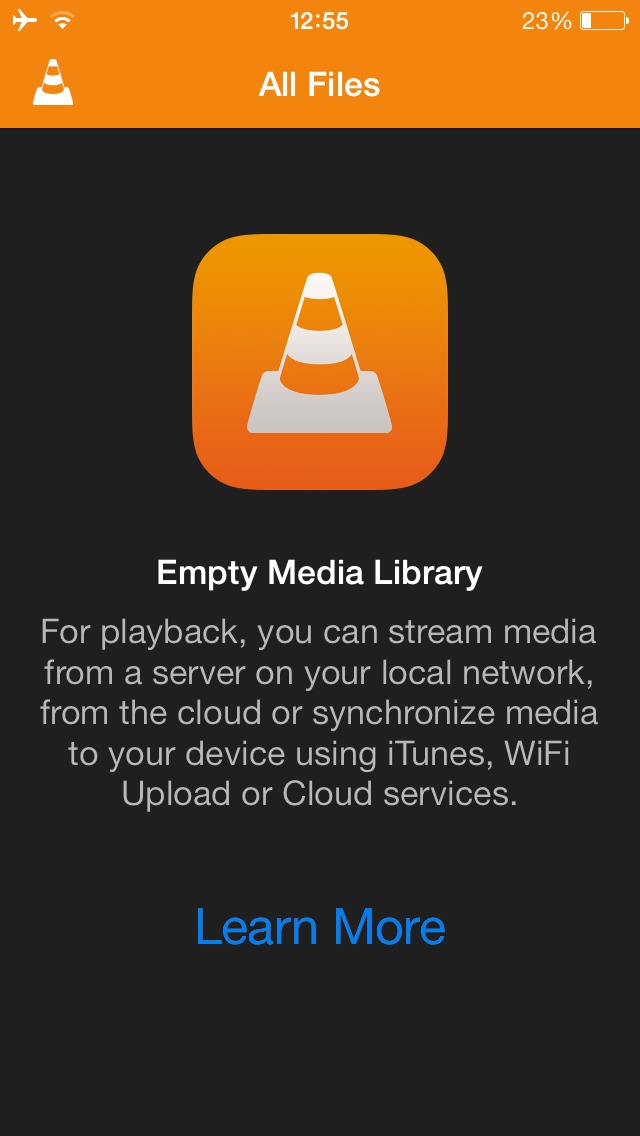 12:55
23%
All Files
Empty Media Library
For playback, you can stream media
from a server on your local network,
from the cloud or synchronize media
to your device using iTunes, WiFi
Upload or Cloud services.
Learn More